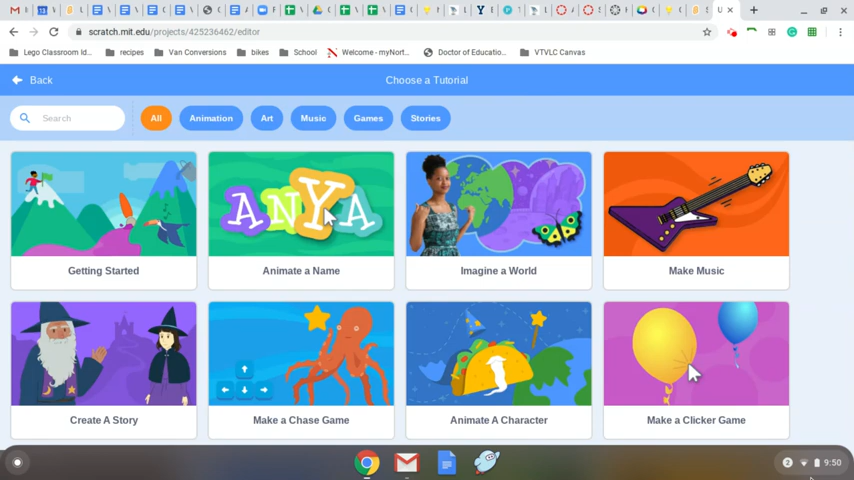 scratch.mit.edu/projects/425236462/editor
Lego Classroom Id... recipes Van Conversions bikes School Welcome - myNort... Doctor of Educatio... VTVLC Canvas
Back Choose a Tutorial
Search All Animation Art Music Games Stories
ANYA
Getting Started Animate a Name Imagine a World Make Music
Create A Story Make a Chase Game Animate A Character Make a Clicker Game
2 9:50